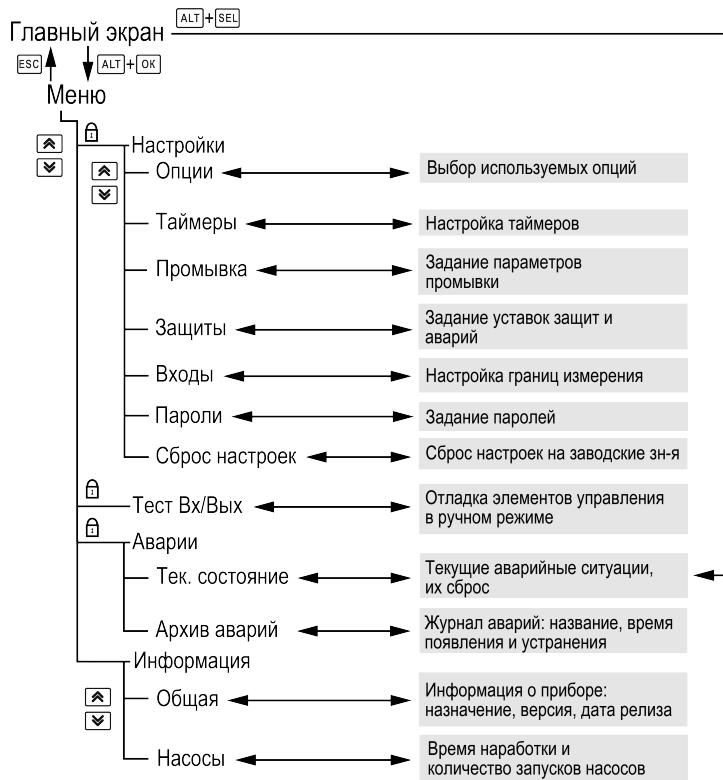 ALT+SEL
Главный экран
ESC ALT+OK
Меню
Настройки
Опции Выбор используемых опций
Таймеры Настройка таймеров
Промывка Задание параметров
промывки
Защиты Задание уставок защит и
аварий
Входы Настройка границ измерения
Пароли Задание паролей
Сброс настроек Сброс настроек на заводские зн-я
Тест Вх/Вых Отладка элементов управления
в ручном режиме
Аварии
Тек. состояние Текущие аварийные ситуации,
их сброс
Архив аварий Журнал аварий: название, время
появления и устранения
Информация
Общая Информация о приборе:
назначение, версия, дата релиза
Насосы Время наработки и
количество запусков насосов